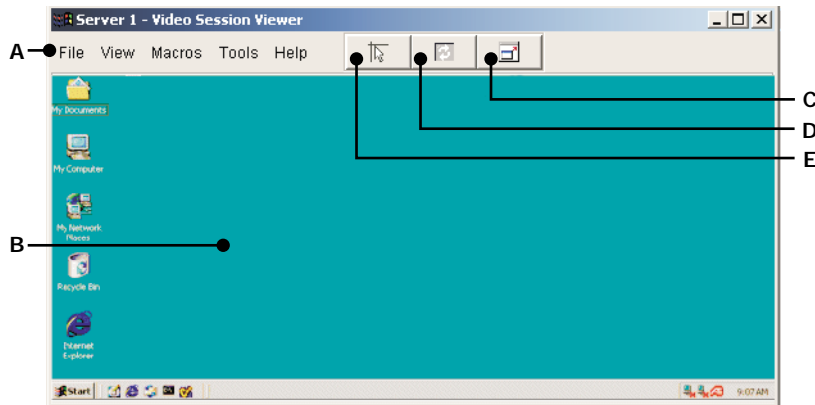 Server 1 - Video Session Viewer
A
File View Macros Tools Help
My Documents
C
D
My Computer
E
My Network
Places
B
Recycle Bin
Internet
Explorer
Start
9:07 AM